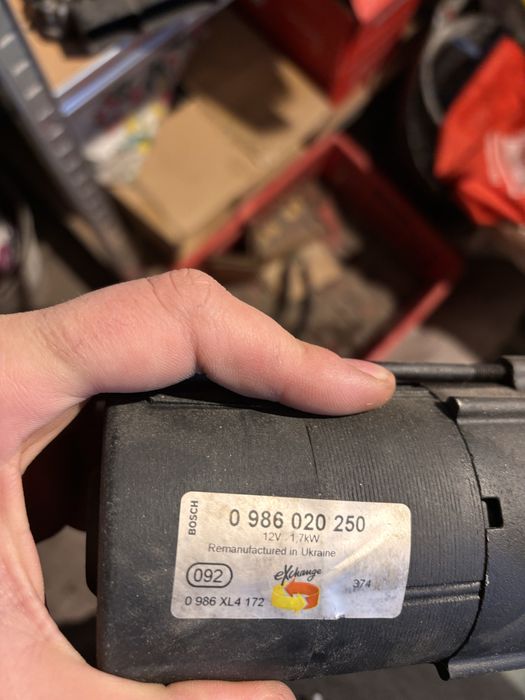 BOSCH
0 986 020 250
12V 1,7kW
Remanufactured in Ukraine
092
eXchange
374
0 986 XL4 172